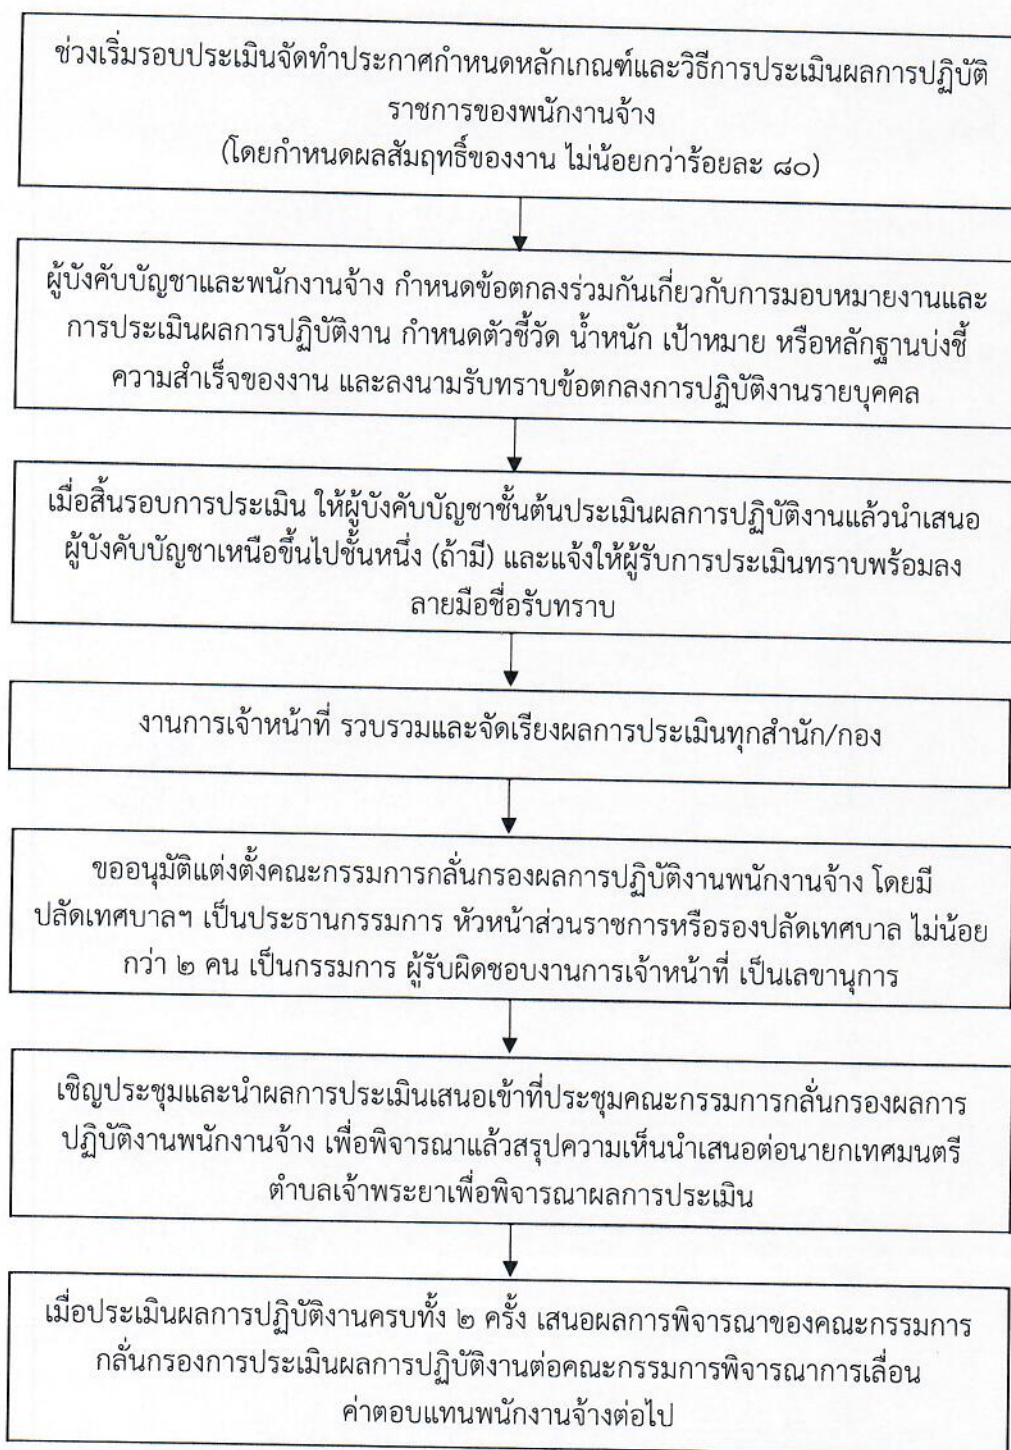 ช่วงเริ่มรอบประเมินจัดทำประกาศกำหนดหลักเกณฑ์และวิธีการประเมินผลการปฏิบัติ
ราชการของพนักงานจ้าง
(โดยกำหนดผลสัมฤทธิ์ของงาน ไม่น้อยกว่าร้อยละ ๘๐)
ผู้บังคับบัญชาและพนักงานจ้าง กำหนดข้อตกลงร่วมกันเกี่ยวกับการมอบหมายงานและ
การประเมินผลการปฏิบัติงาน กำหนดตัวชี้วัด น้ำหนัก เป้าหมาย หรือหลักฐานบ่งชี้
ความสำเร็จของงาน และลงนามรับทราบข้อตกลงการปฏิบัติงานรายบุคคล
เมื่อสิ้นรอบการประเมิน ให้ผู้บังคับบัญชาชั้นต้นประเมินผลการปฏิบัติงานแล้วนำเสนอ
ผู้บังคับบัญชาเหนือขึ้นไปชั้นหนึ่ง (ถ้ามี) และแจ้งให้ผู้รับการประเมินทราบพร้อมลง
ลายมือชื่อรับทราบ
งานการเจ้าหน้าที่ รวบรวมและจัดเรียงผลการประเมินทุกสำนัก/กอง
ขออนุมัติแต่งตั้งคณะกรรมการกลั่นกรองผลการปฏิบัติงานพนักงานจ้าง โดยมี
ปลัดเทศบาลฯ เป็นประธานกรรมการ หัวหน้าส่วนราชการหรือรองปลัดเทศบาล ไม่น้อย
กว่า ๒ คน เป็นกรรมการ ผู้รับผิดชอบงานการเจ้าหน้าที่ เป็นเลขานุการ
เชิญประชุมและนำผลการประเมินเสนอเข้าที่ประชุมคณะกรรมการกลั่นกรองผลการ
ปฏิบัติงานพนักงานจ้าง เพื่อพิจารณาแล้วสรุปความเห็นนำเสนอต่อนายกเทศมนตรี
ตำบลเจ้าพระยาเพื่อพิจารณาผลการประเมิน
เมื่อประเมินผลการปฏิบัติงานครบทั้ง ๒ ครั้ง เสนอผลการพิจารณาของคณะกรรมการ
กลั่นกรองการประเมินผลการปฏิบัติงานต่อคณะกรรมการพิจารณาการเลื่อน
ค่าตอบแทนพนักงานจ้างต่อไป